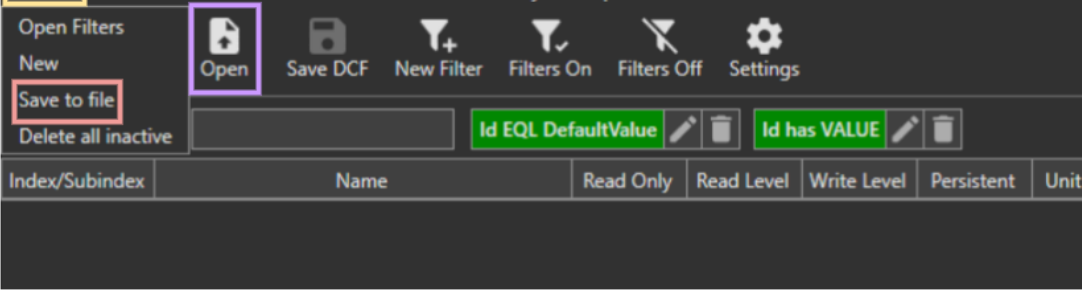 Open Filters
New
Save to file
Delete all inactive
Open
Save DCF
New Filter
Filters On
Filters Off
Settings
Id EQL DefaultValue
Id has VALUE
Index/Subindex
Name
Read Only
Read Level
Write Level
Persistent
Unit